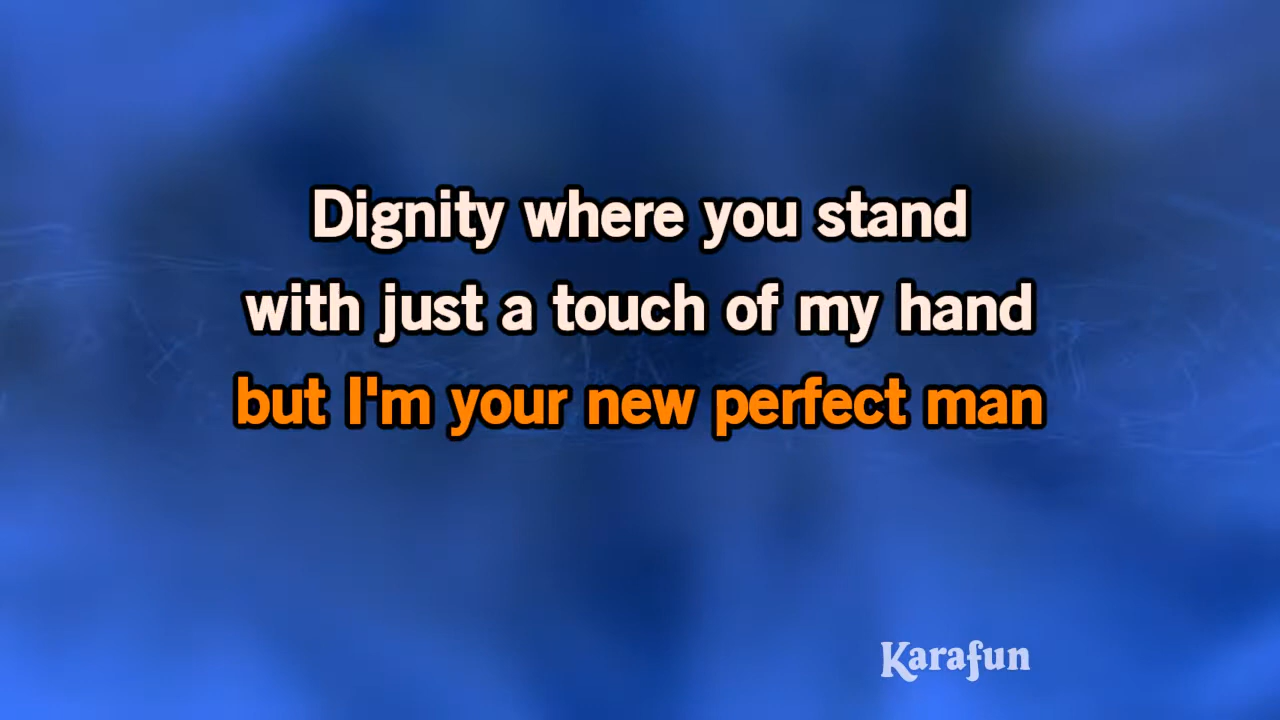 Dignity where you stand
with just a touch of my hand
but I'm your new perfect man
Karafun